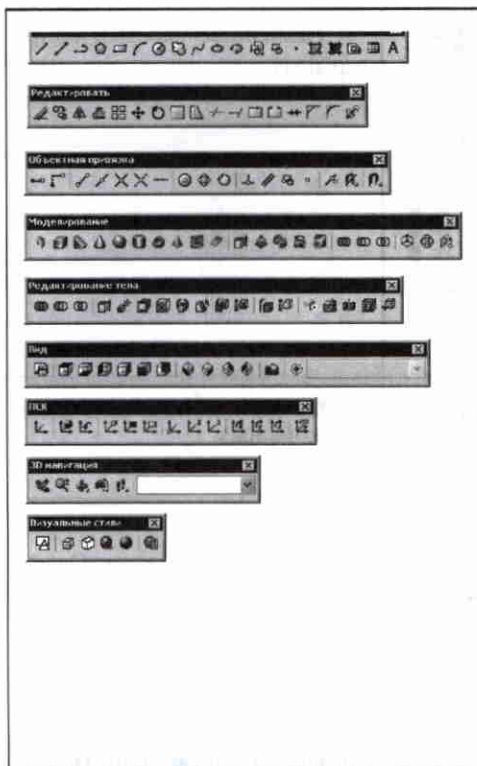 A
Редактировать
Объектная привязка
Моделирование
Редактирование тела
Вид
ПСК
3D навигация
Визуальные стили